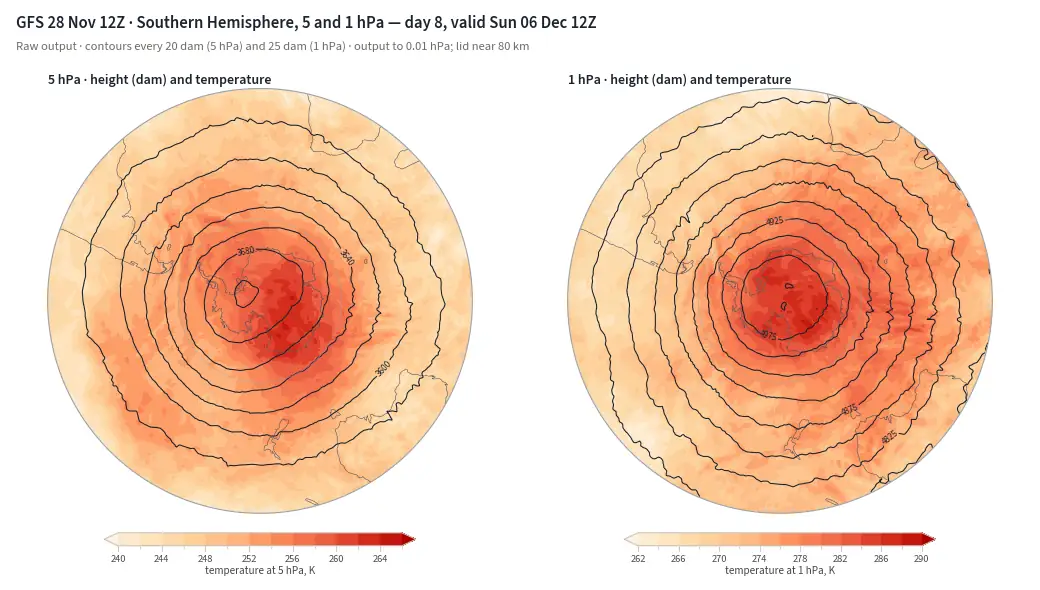 GFS 28 Nov 12Z · Southern Hemisphere, 5 and 1 hPa — day 8, valid Sun 06 Dec 12Z
Raw output · contours every 20 dam (5 hPa) and 25 dam (1 hPa) · output to 0.01 hPa; lid near 80 km
5 hPa · height (dam) and temperature
1 hPa · height (dam) and temperature
3680
3640
3600
4925
4975
4875
4825
240 244 248 252 256 260 264
temperature at 5 hPa, K
262 266 270 274 278 282 286 290
temperature at 1 hPa, K